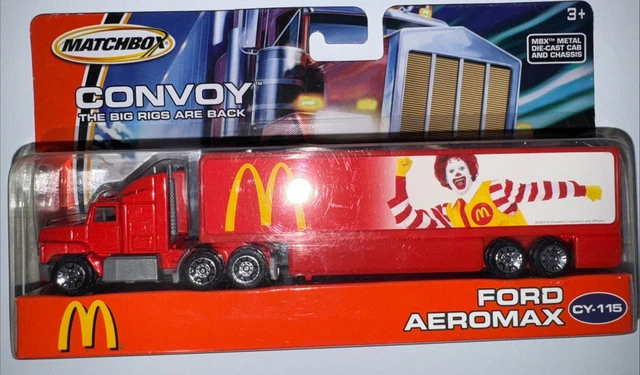 MATCHBOX
CONVOY™
THE BIG RIGS ARE BACK
3+
MBX™ METAL
DIE-CAST CAB
AND CHASSIS
FORD
AEROMAX
CY-115